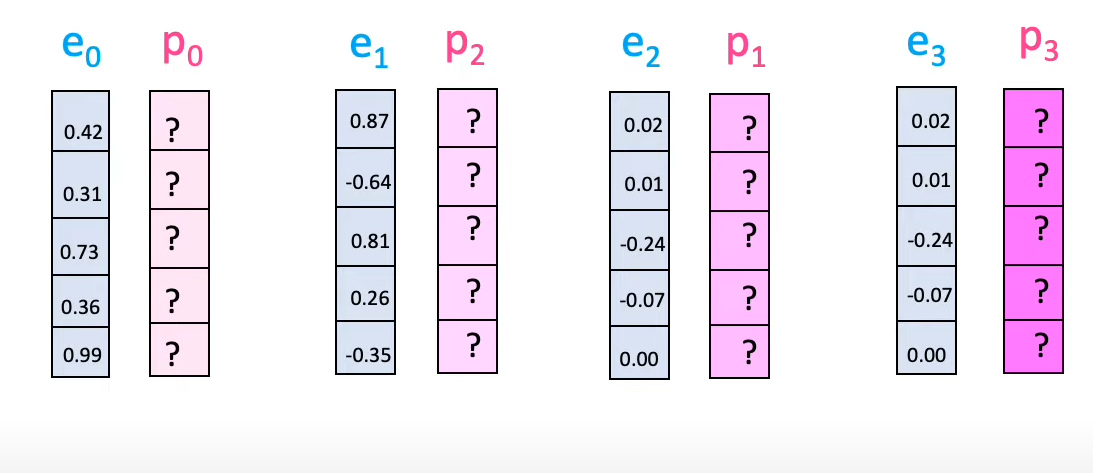 e0 p0 e1 p2 e2 p1 e3 p3
0.42 ? 0.87 ? 0.02 ? 0.02 ?
0.31 ? -0.64 ? 0.01 ? 0.01 ?
0.73 ? 0.81 ? -0.24 ? -0.24 ?
0.36 ? 0.26 ? -0.07 ? -0.07 ?
0.99 ? -0.35 ? 0.00 ? 0.00 ?